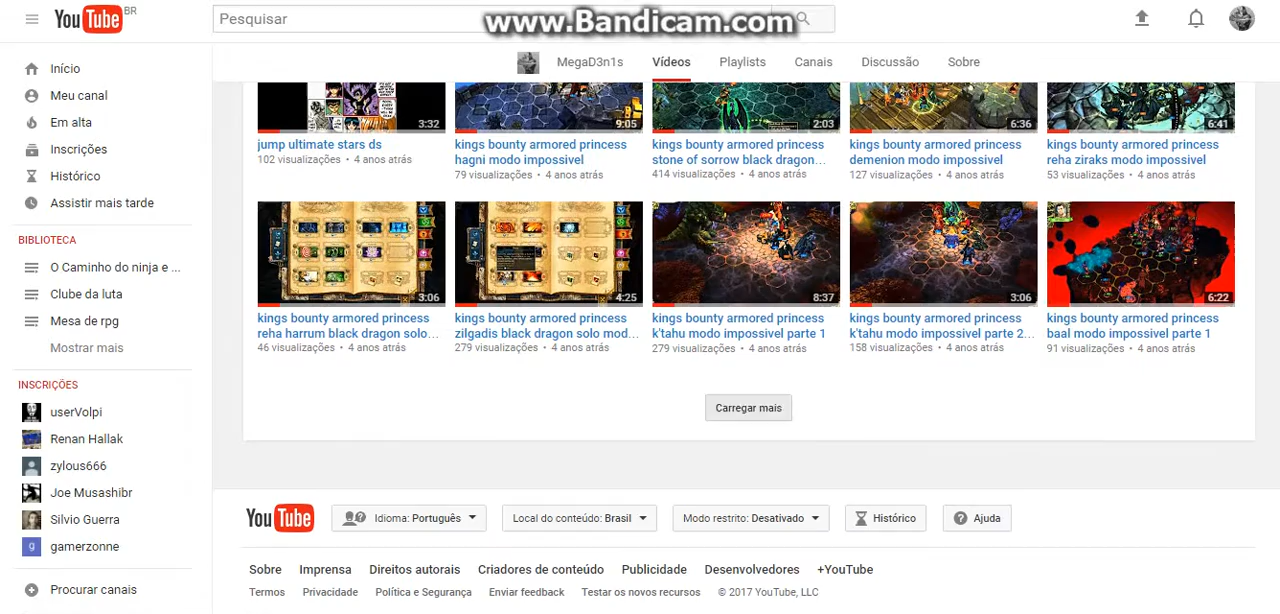 YouTube BR
Pesquisar
www.Bandicam.com
MegaD3n1s Vídeos Playlists Canais Discussão Sobre
Início
Meu canal
Em alta
Inscrições
Histórico
Assistir mais tarde
BIBLIOTECA
O Caminho do ninja e ...
Clube da luta
Mesa de rpg
Mostrar mais
INSCRIÇÕES
userVolpi
Renan Hallak
zylous666
Joe Musashibr
Silvio Guerra
gamerzonne
Procurar canais
3:32
jump ultimate stars ds
102 visualizações • 4 anos atrás
9:05
kings bounty armored princess
hagni modo impossivel
79 visualizações • 4 anos atrás
2:03
kings bounty armored princess
stone of sorrow black dragon...
414 visualizações • 4 anos atrás
6:36
kings bounty armored princess
demenion modo impossivel
127 visualizações • 4 anos atrás
6:41
kings bounty armored princess
reha ziraks modo impossivel
53 visualizações • 4 anos atrás
3:06
kings bounty armored princess
reha harrum black dragon solo...
46 visualizações • 4 anos atrás
4:25
kings bounty armored princess
zilgadis black dragon solo mod...
279 visualizações • 4 anos atrás
8:37
kings bounty armored princess
k'tahu modo impossivel parte 1
279 visualizações • 4 anos atrás
3:06
kings bounty armored princess
k'tahu modo impossivel parte 2...
158 visualizações • 4 anos atrás
6:22
kings bounty armored princess
baal modo impossivel parte 1
91 visualizações • 4 anos atrás
Carregar mais
YouTube
Idioma: Português
Local do conteúdo: Brasil
Modo restrito: Desativado
Histórico
Ajuda
Sobre Imprensa Direitos autorais Criadores de conteúdo Publicidade Desenvolvedores +YouTube
Termos Privacidade Política e Segurança Enviar feedback Testar os novos recursos © 2017 YouTube, LLC